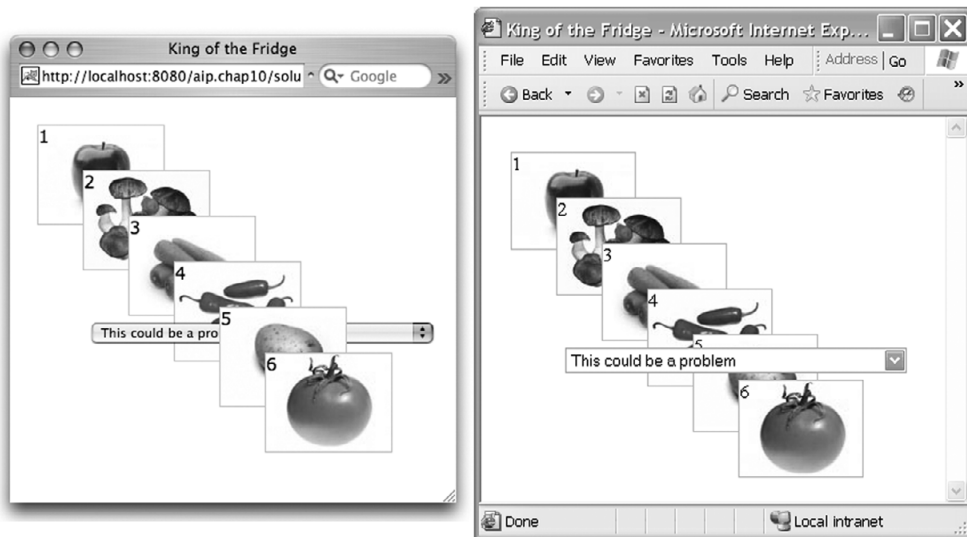 King of the Fridge
http://localhost:8080/aip.chap10/solu
Google
1
2
3
4
5
This could be a pro
6
King of the Fridge - Microsoft Internet Exp...
File Edit View Favorites Tools Help Address Go
Back Search Favorites
1
2
3
4
5
This could be a problem
6
Done Local intranet